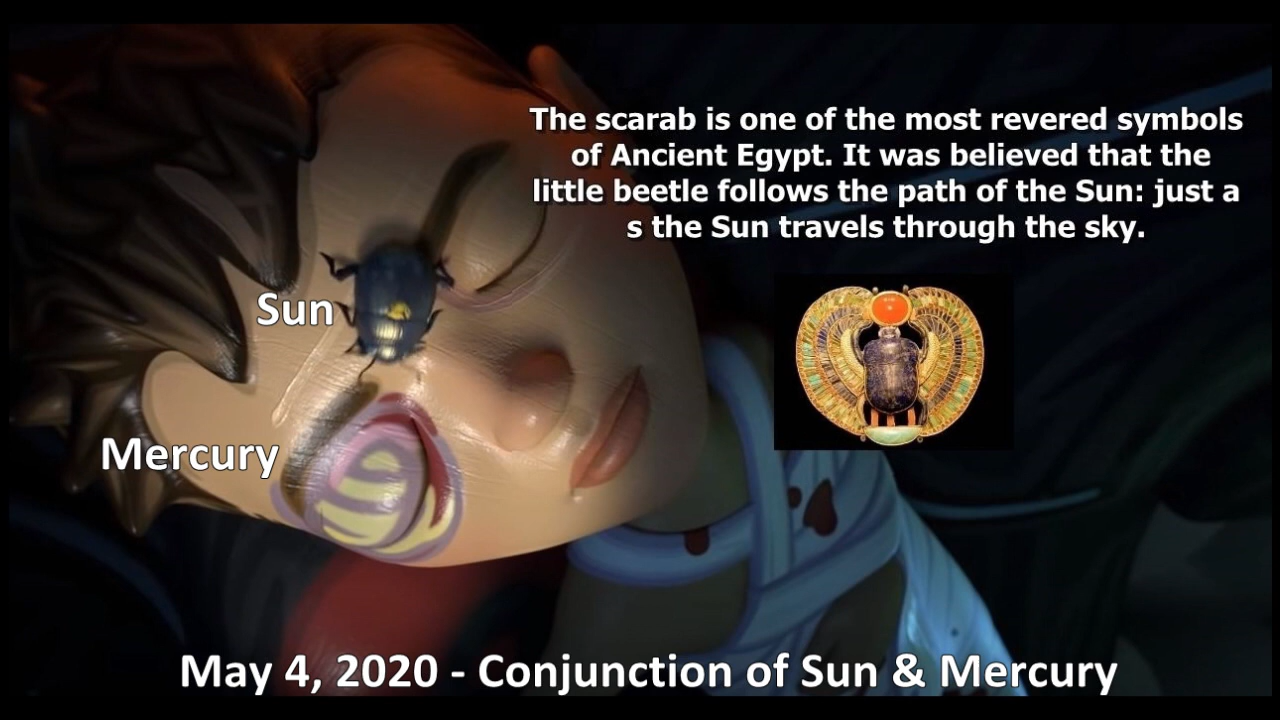 The scarab is one of the most revered symbols
of Ancient Egypt. It was believed that the
little beetle follows the path of the Sun: just a
s the Sun travels through the sky.
Sun
Mercury
May 4, 2020 - Conjunction of Sun & Mercury